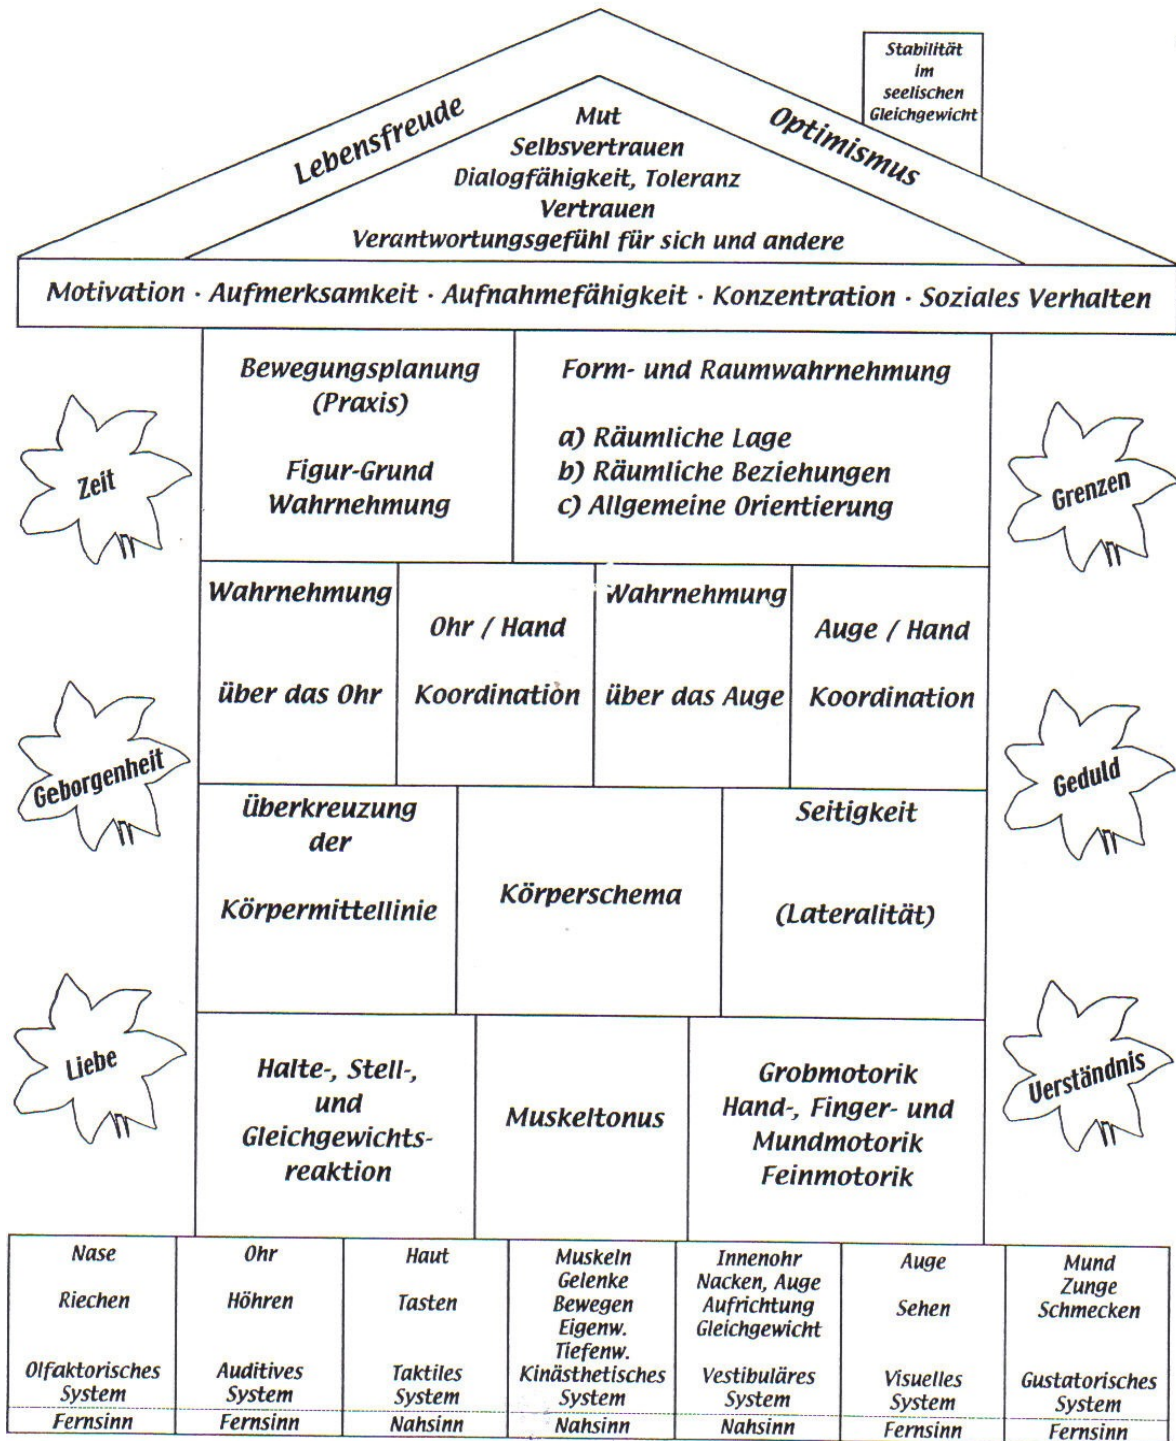 Stabilität
im
seelischen
Gleichgewicht
Lebensfreude
Optimismus
Mut
Selbsvertrauen
Dialogfähigkeit, Toleranz
Vertrauen
Verantwortungsgefühl für sich und andere
Motivation · Aufmerksamkeit · Aufnahmefähigkeit · Konzentration · Soziales Verhalten
Bewegungsplanung
(Praxis)
Figur-Grund
Wahrnehmung
Form- und Raumwahrnehmung
a) Räumliche Lage
b) Räumliche Beziehungen
c) Allgemeine Orientierung
Zeit
Grenzen
Wahrnehmung
über das Ohr
Ohr / Hand
Koordination
Wahrnehmung
über das Auge
Auge / Hand
Koordination
Geborgenheit
Geduld
Überkreuzung
der
Körpermittellinie
Körperschema
Seitigkeit
(Lateralität)
Liebe
Verständnis
Halte-, Stell-,
und
Gleichgewichts-
reaktion
Muskeltonus
Grobmotorik
Hand-, Finger- und
Mundmotorik
Feinmotorik
Nase
Riechen
Olfaktorisches
System
Fernsinn
Ohr
Höhren
Auditives
System
Fernsinn
Haut
Tasten
Taktiles
System
Nahsinn
Muskeln
Gelenke
Bewegen
Eigenw.
Tiefenw.
Kinästhetisches
System
Nahsinn
Innenohr
Nacken, Auge
Aufrichtung
Gleichgewicht
Vestibuläres
System
Nahsinn
Auge
Sehen
Visuelles
System
Fernsinn
Mund
Zunge
Schmecken
Gustatorisches
System
Fernsinn